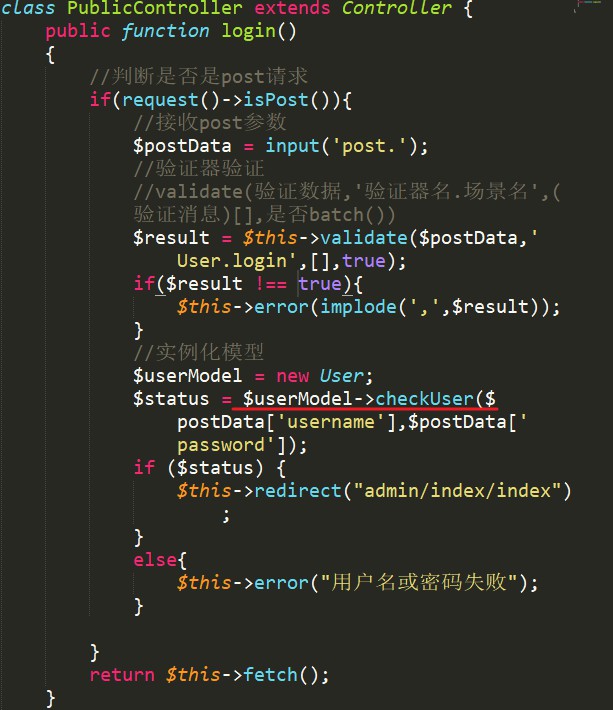 class PublicController extends Controller {
public function login()
{
//判断是否是post请求
if(request()->isPost()){
//接收post参数
$postData = input('post.');
//验证器验证
//validate(验证数据,'验证器名.场景名',(
验证消息)[],是否batch())
$result = $this->validate($postData,'
User.login',[],true);
if($result !== true){
$this->error(implode(',',$result));
}
//实例化模型
$userModel = new User;
$status = $userModel->checkUser($
postData['username'],$postData['
password']);
if ($status) {
$this->redirect("admin/index/index")
;
}
else{
$this->error("用户名或密码失败");
}
}
return $this->fetch();
}